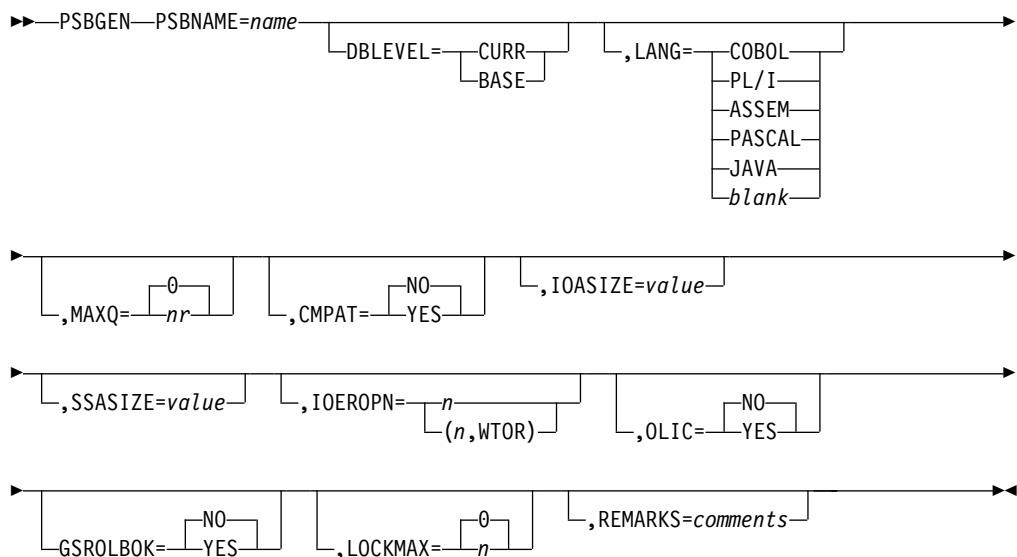 PSBGEN PSBNAME=name
DBLEVEL= CURR ,LANG= COBOL
BASE PL/I
ASSEM
PASCAL
JAVA
blank
0 NO ,IOASIZE=value
,MAXQ= nr ,CMPAT= YES
,SSASIZE=value ,IOEROPN= n NO
(n,WTOR) ,OLIC= YES
NO 0 ,REMARKS=comments
GSROLBOK= YES ,LOCKMAX= n